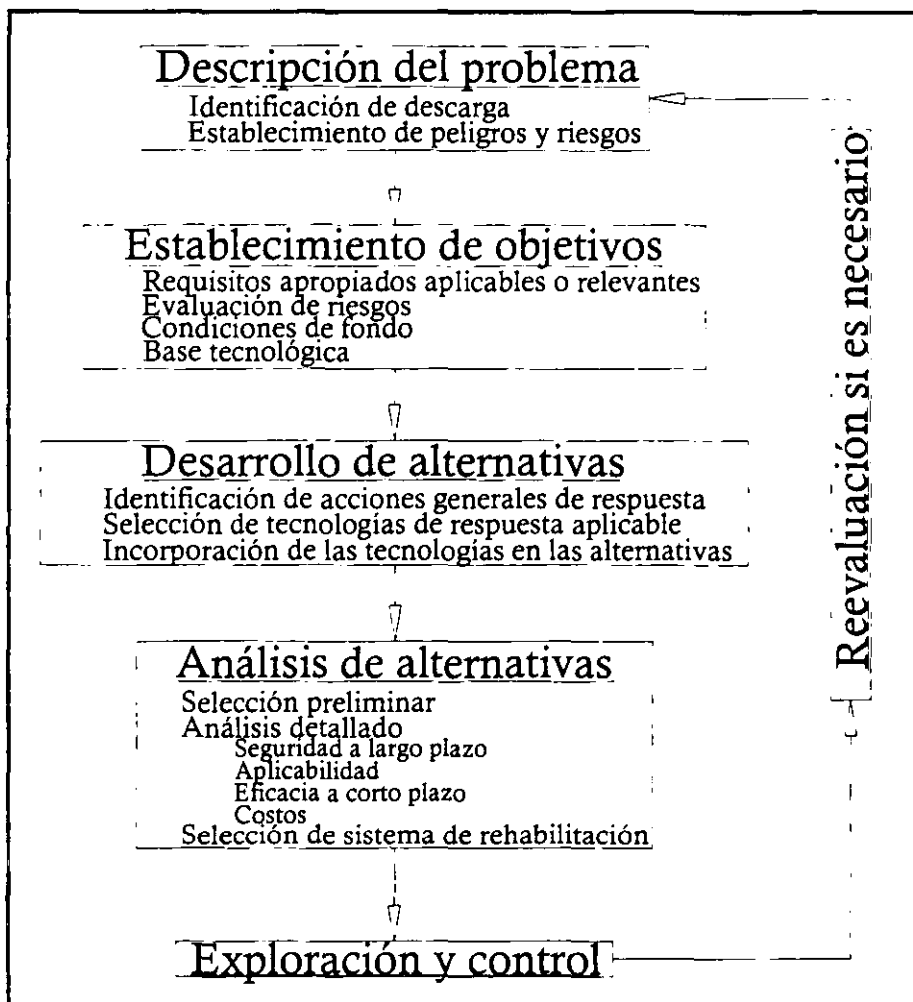 Descripción del problema
Identificación de descarga
Establecimiento de peligros y riesgos
Establecimiento de objetivos
Requisitos apropiados aplicables o relevantes
Evaluación de riesgos
Condiciones de fondo
Base tecnológica
Desarrollo de alternativas
Identificación de acciones generales de respuesta
Selección de tecnologías de respuesta aplicable
Incorporación de las tecnologías en las alternativas
Análisis de alternativas
Selección preliminar
Análisis detallado
Seguridad a largo plazo
Aplicabilidad
Eficacia a corto plazo
Costos
Selección de sistema de rehabilitación
Exploración y control
Reevaluación si es necesario